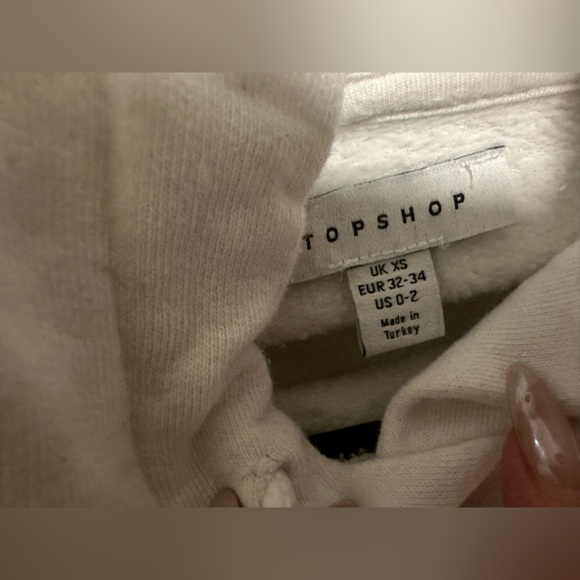 TOPSHOP
UK XS
EUR 32-34
US 0-2
Made in
Turkey